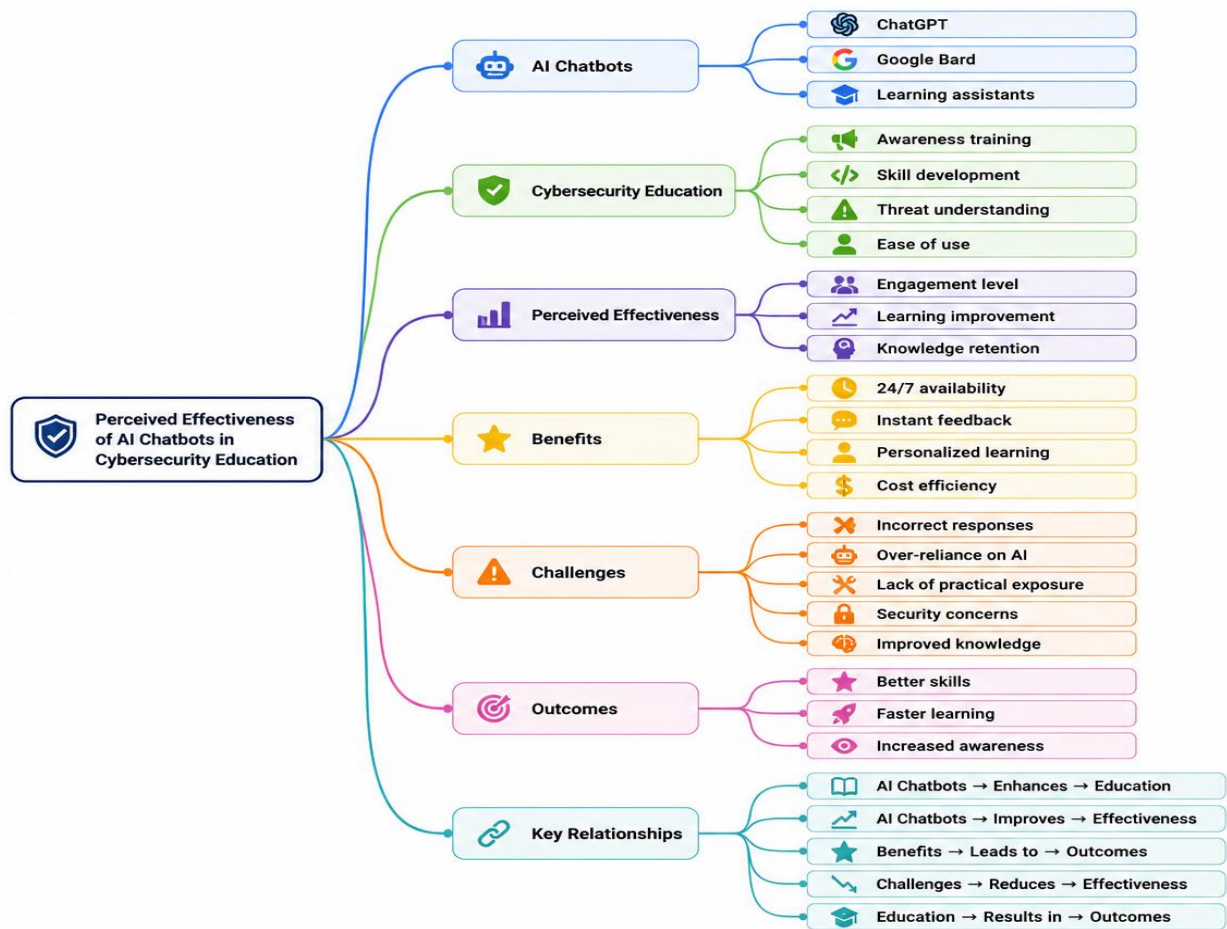 Perceived Effectiveness
of AI Chatbots in
Cybersecurity Education
AI Chatbots
ChatGPT
Google Bard
Learning assistants
Cybersecurity Education
Awareness training
Skill development
Threat understanding
Ease of use
Perceived Effectiveness
Engagement level
Learning improvement
Knowledge retention
Benefits
24/7 availability
Instant feedback
Personalized learning
Cost efficiency
Challenges
Incorrect responses
Over-reliance on AI
Lack of practical exposure
Security concerns
Improved knowledge
Outcomes
Better skills
Faster learning
Increased awareness
Key Relationships
AI Chatbots → Enhances → Education
AI Chatbots → Improves → Effectiveness
Benefits → Leads to → Outcomes
Challenges → Reduces → Effectiveness
Education → Results in → Outcomes